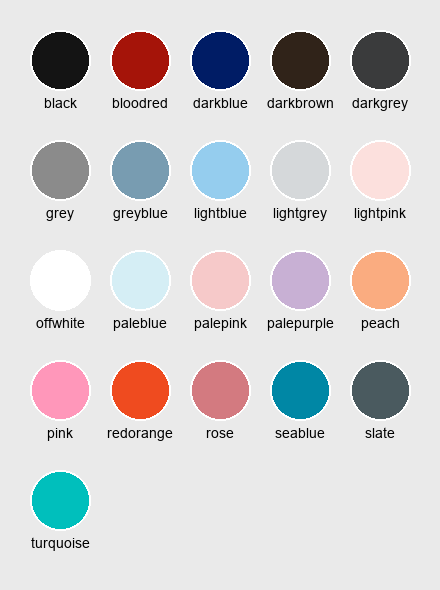 black bloodred darkblue darkbrown darkgrey
grey greyblue lightblue lightgrey lightpink
offwhite paleblue palepink palepurple peach
pink redorange rose seablue slate
turquoise